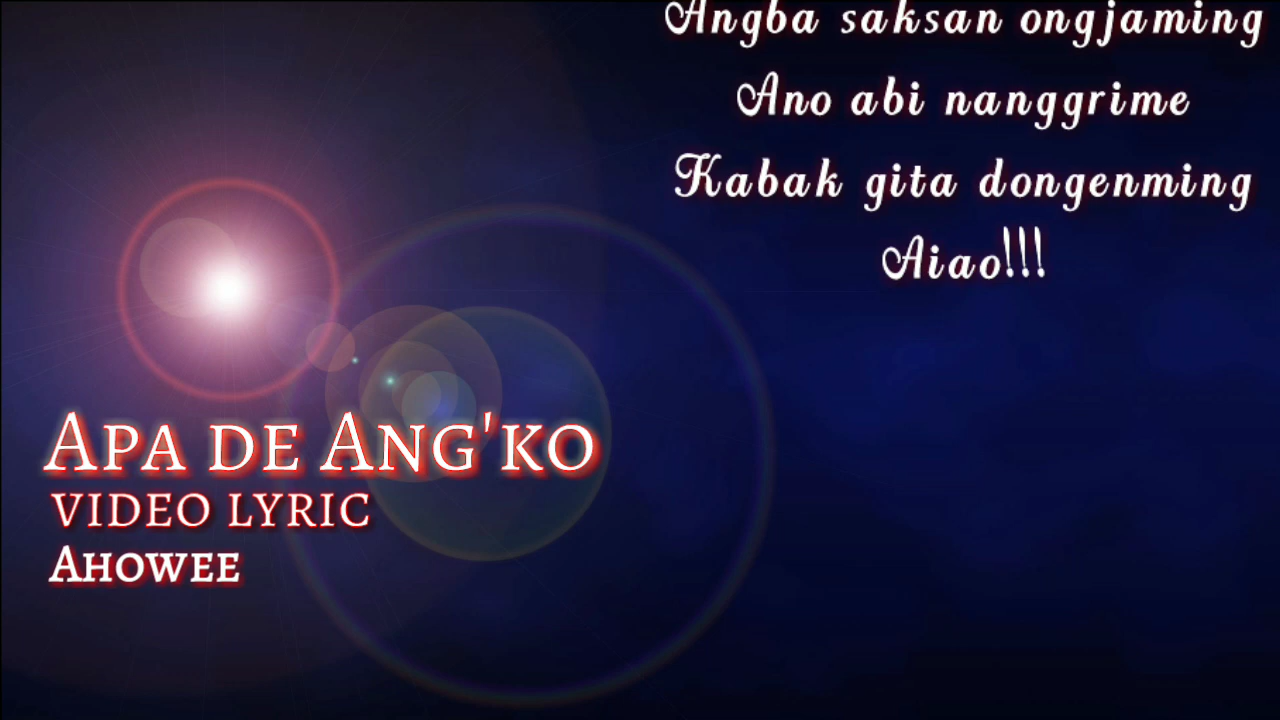 Angba saksan ongjaming
Ano abi nanggrime
Kabak gita dongenming
Aiao!!!
Apa de Ang'ko
VIDEO LYRIC
Ahowee